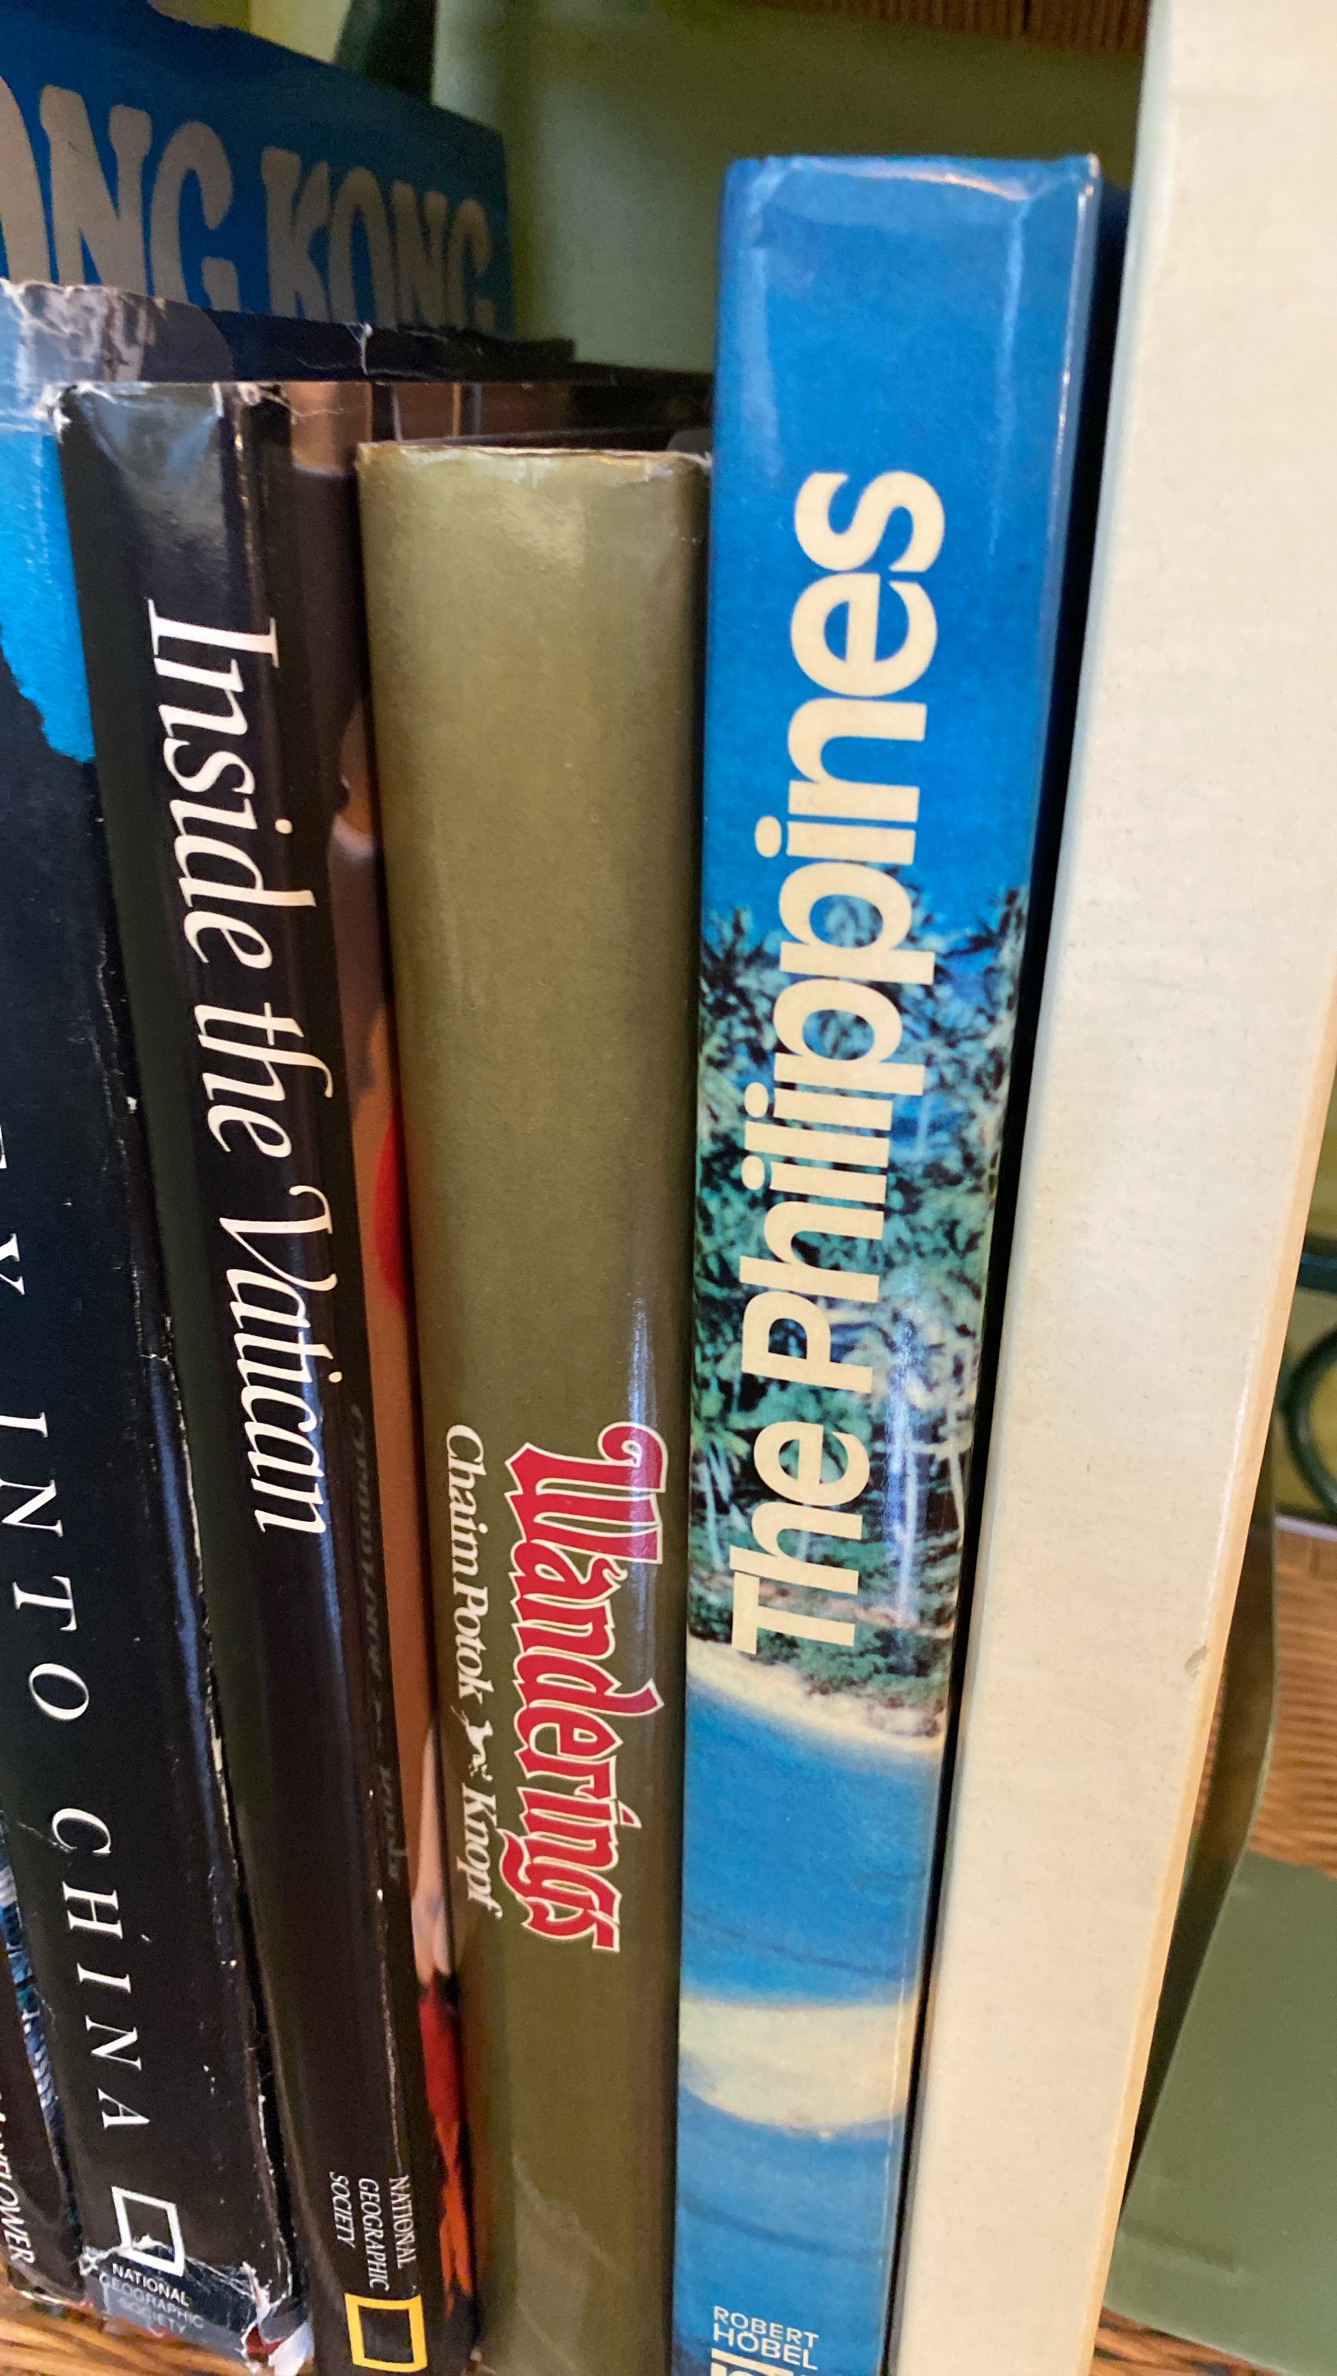 ONG KONG
Y INTO CHINA
NATIONAL
GEOGRAPHIC
SOCIETY
Inside the Vatican
NATIONAL
GEOGRAPHIC
SOCIETY
Wanderings
Chaim Potok Knopf
The Philippines
ROBERT
HOBEL